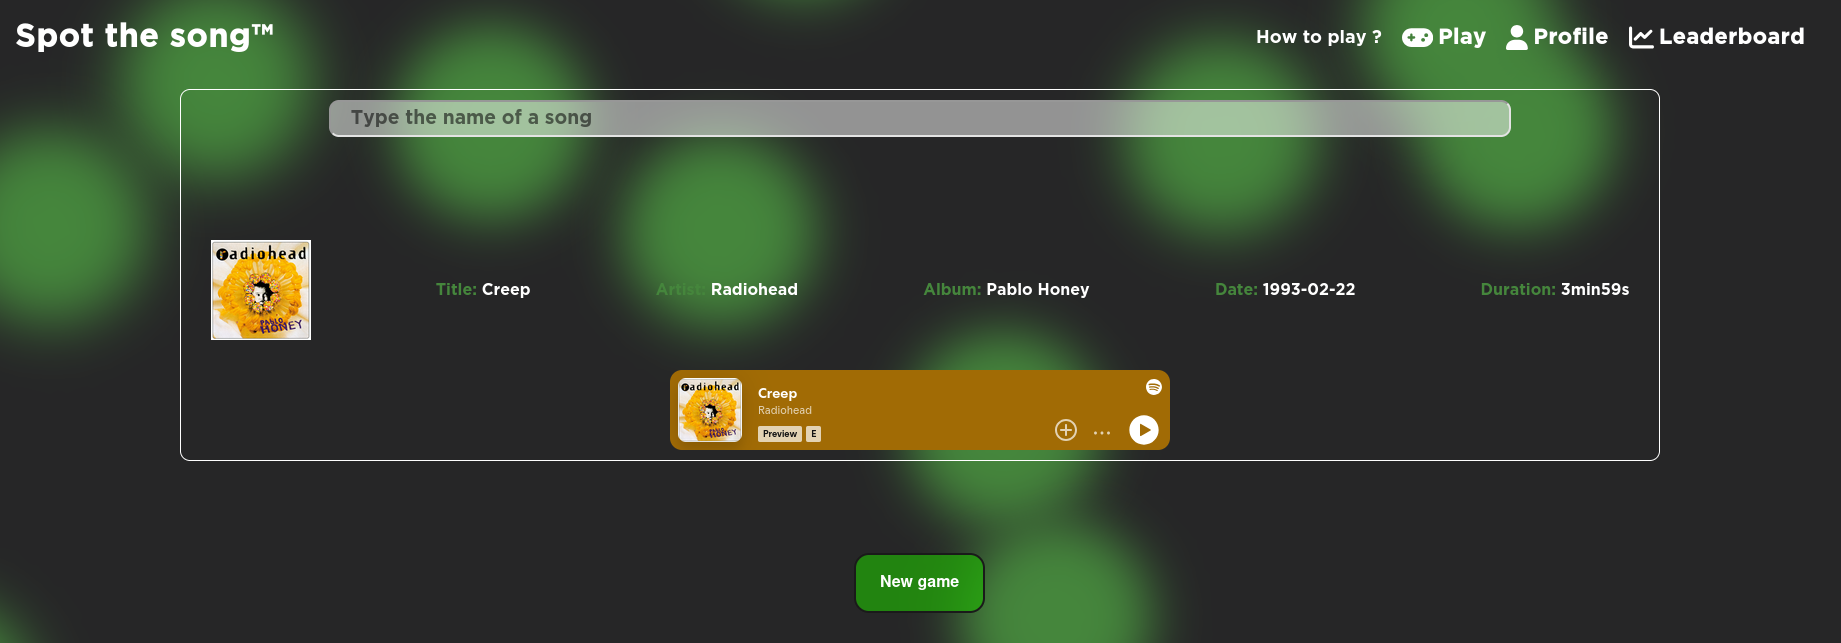 Spot the song™
How to play ? Play Profile Leaderboard
Type the name of a song
radiohead
PABLO
HONEY
Title: Creep Artist: Radiohead Album: Pablo Honey Date: 1993-02-22 Duration: 3min59s
radiohead
HONEY
Creep
Radiohead
Preview E
New game